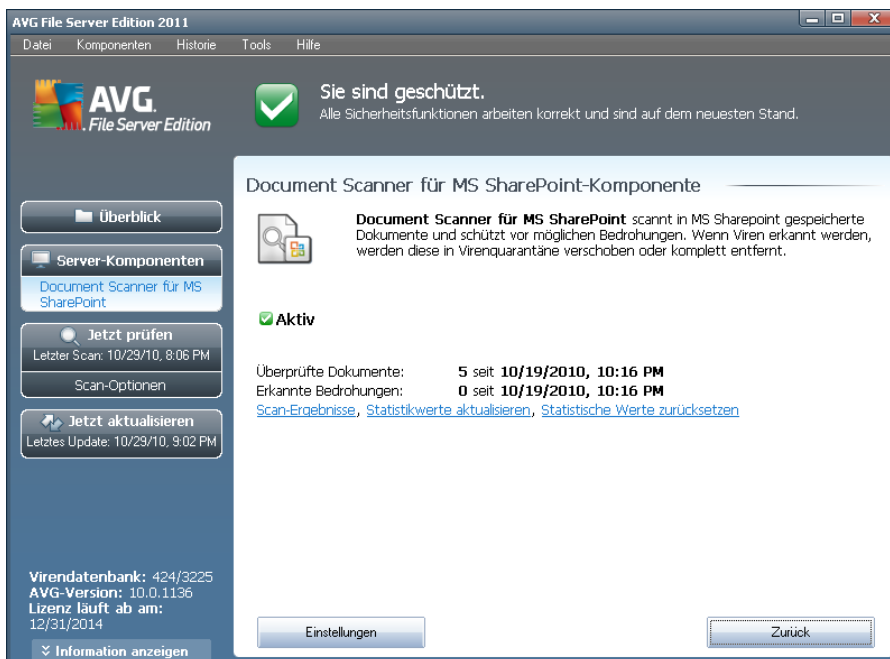 AVG File Server Edition 2011
Datei Komponenten Historie Tools Hilfe
AVG.
File Server Edition
Sie sind geschützt.
Alle Sicherheitsfunktionen arbeiten korrekt und sind auf dem neuesten Stand.
Überblick
Server-Komponenten
Document Scanner für MS
SharePoint
Jetzt prüfen
Letzter Scan: 10/29/10, 8:06 PM
Scan-Optionen
Jetzt aktualisieren
Letztes Update: 10/29/10, 9:02 PM
Virendatenbank: 424/3225
AVG-Version: 10.0.1136
Lizenz läuft ab am:
12/31/2014
Information anzeigen
Document Scanner für MS SharePoint-Komponente
Document Scanner für MS SharePoint scannt in MS Sharepoint gespeicherte
Dokumente und schützt vor möglichen Bedrohungen. Wenn Viren erkannt werden,
werden diese in Virenquarantäne verschoben oder komplett entfernt.
Aktiv
Überprüfte Dokumente: 5 seit 10/19/2010, 10:16 PM
Erkannte Bedrohungen: 0 seit 10/19/2010, 10:16 PM
Scan-Ergebnisse, Statistikwerte aktualisieren, Statistische Werte zurücksetzen
Einstellungen
Zurück